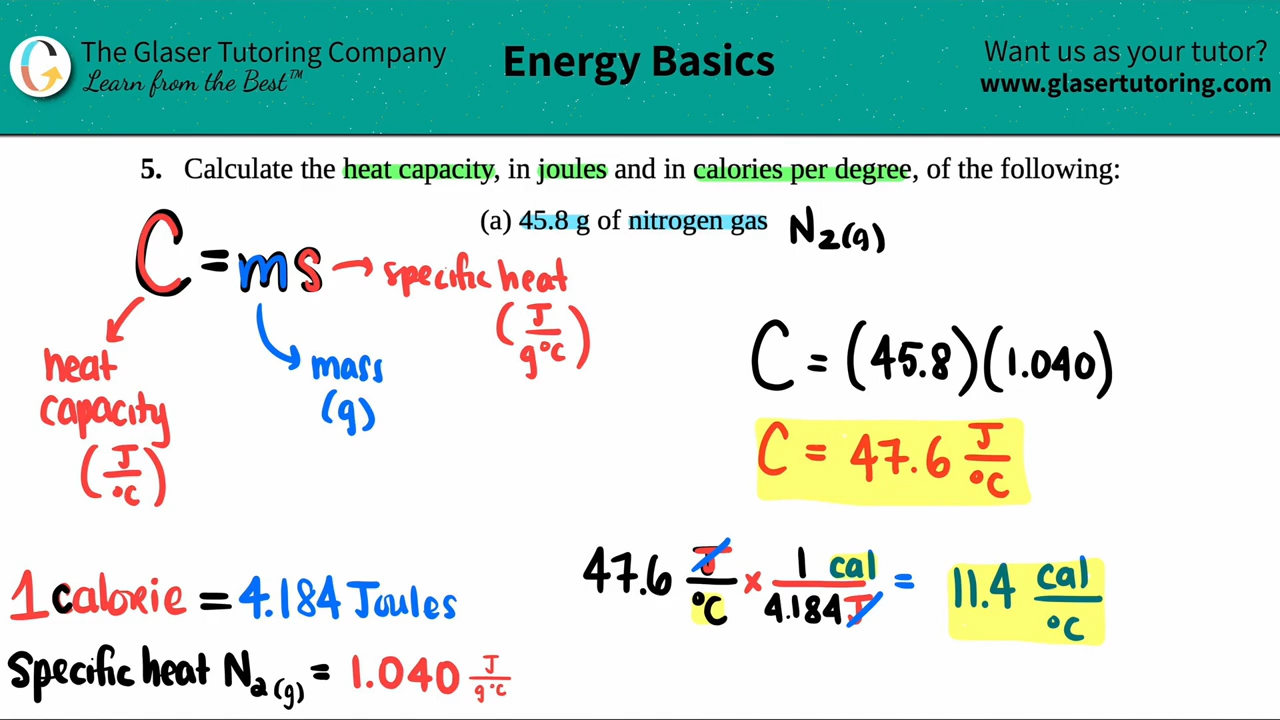 The Glaser Tutoring Company
Learn from the Best™
Energy Basics
Want us as your tutor?
www.glasertutoring.com
5. Calculate the heat capacity, in joules and in calories per degree, of the following:
(a) 45.8 g of nitrogen gas N₂(g)
C = ms → specific heat
(J/g°C)
heat capacity
(J/°C)
mass
(g)
C = (45.8)(1.040)
C = 47.6 J/°C
47.6 J/°C × 1 cal/4.184 J = 11.4 cal/°C
1 calorie = 4.184 Joules
Specific heat N₂(g) = 1.040 J/g°C